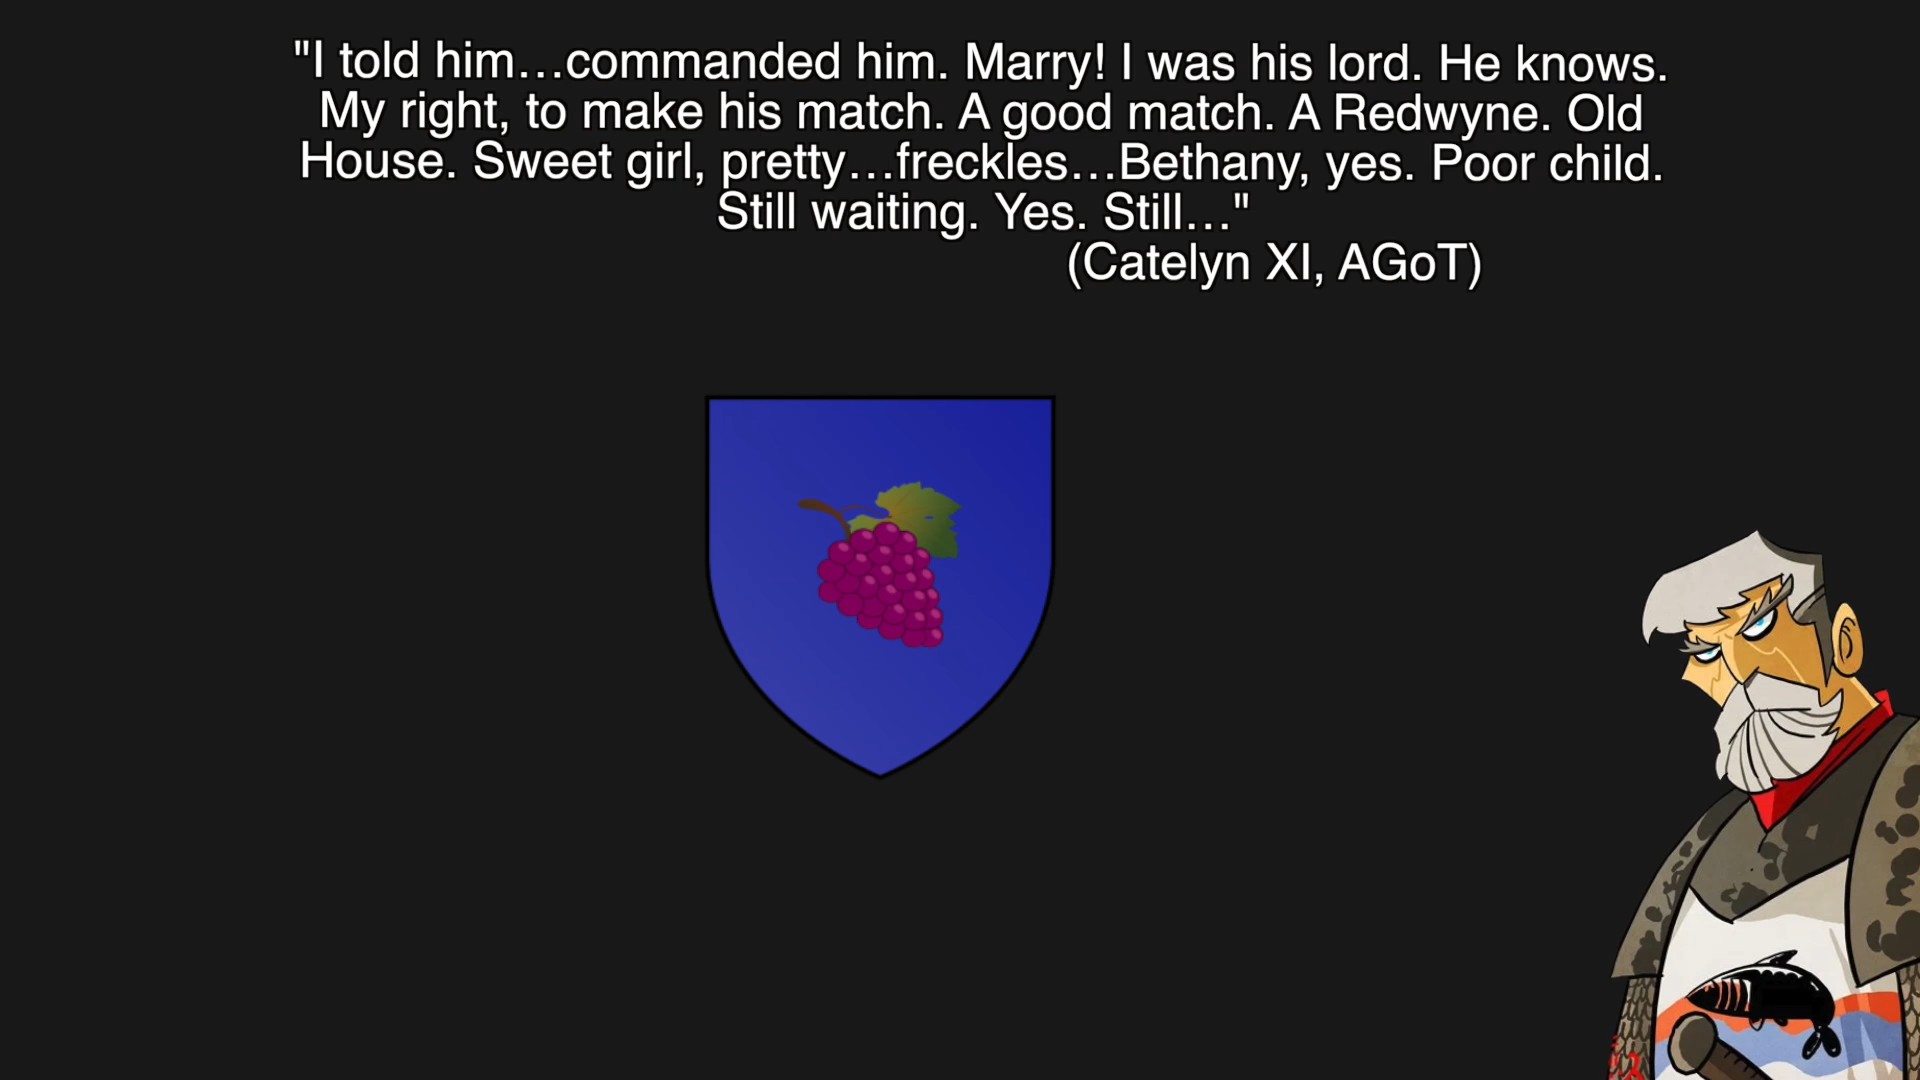 "I told him…commanded him. Marry! I was his lord. He knows.
My right, to make his match. A good match. A Redwyne. Old
House. Sweet girl, pretty…freckles…Bethany, yes. Poor child.
Still waiting. Yes. Still…"
(Catelyn XI, AGoT)